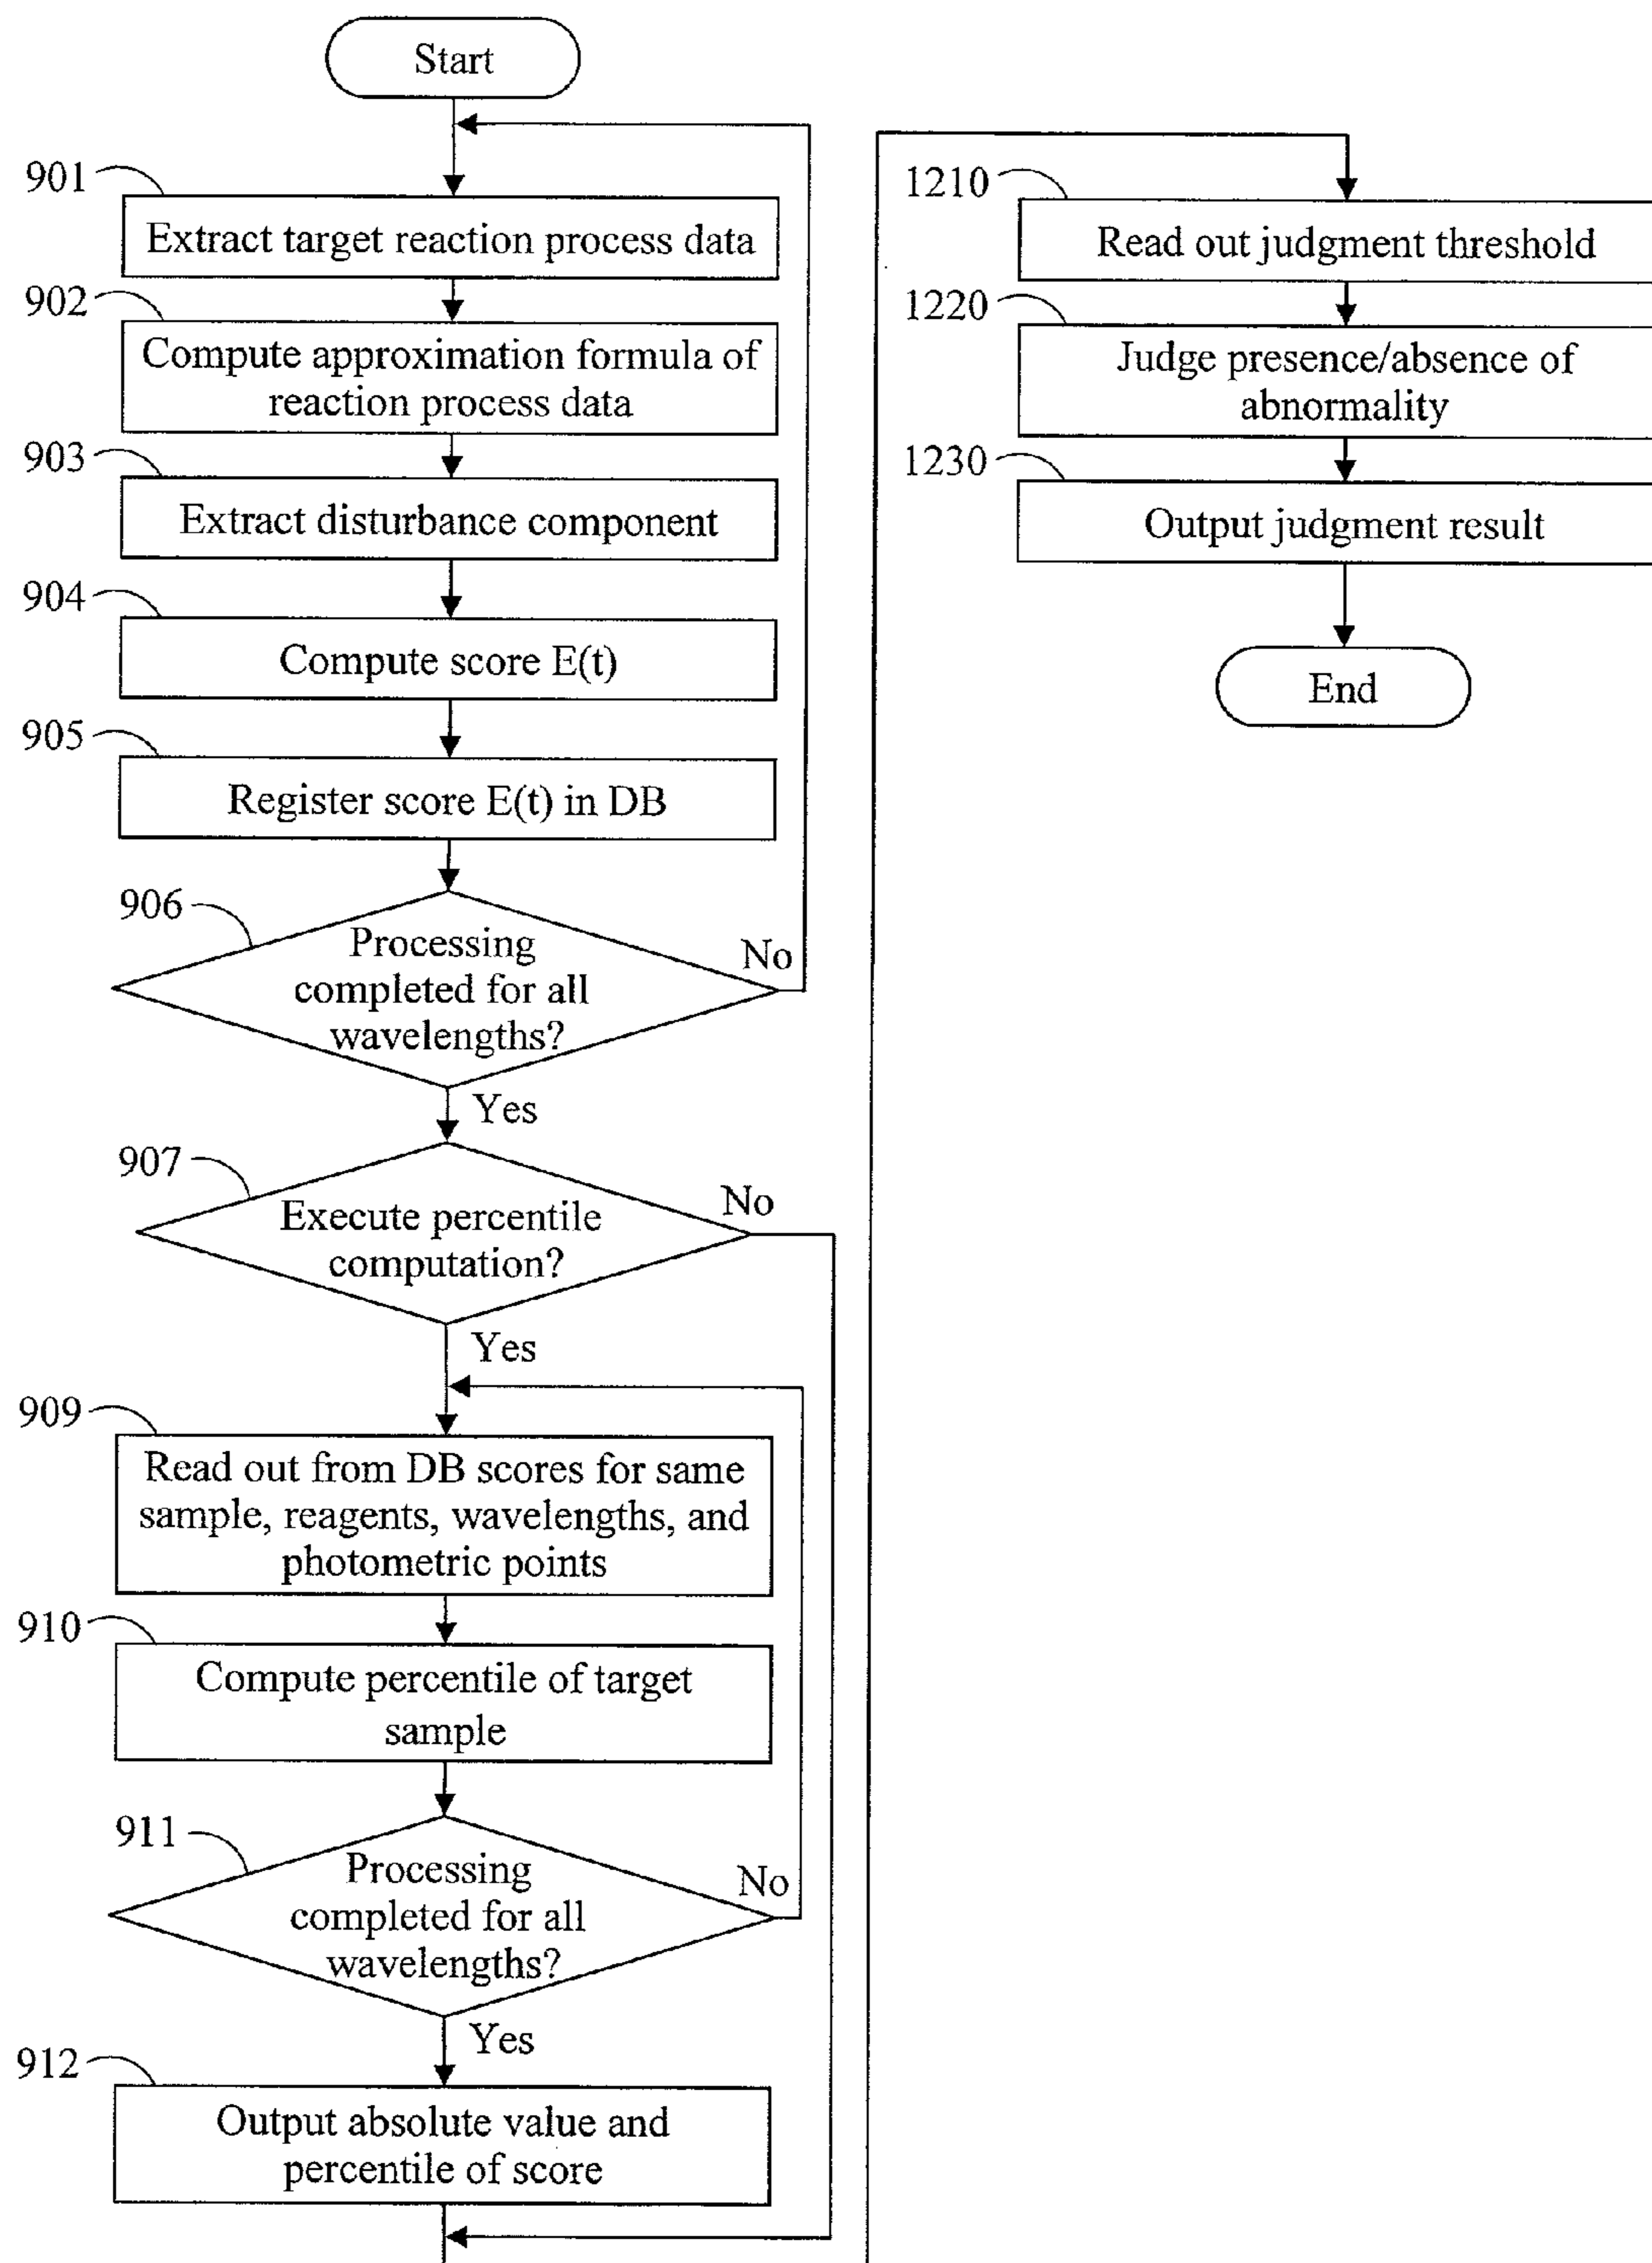 Start
901
Extract target reaction process data
902
Compute approximation formula of
reaction process data
903
Extract disturbance component
904
Compute score E(t)
905
Register score E(t) in DB
906
Processing
completed for all
wavelengths?
No
Yes
907
Execute percentile
computation?
No
Yes
909
Read out from DB scores for same
sample, reagents, wavelengths, and
photometric points
910
Compute percentile of target
sample
911
Processing
completed for all
wavelengths?
No
Yes
912
Output absolute value and
percentile of score
1210
Read out judgment threshold
1220
Judge presence/absence of
abnormality
1230
Output judgment result
End